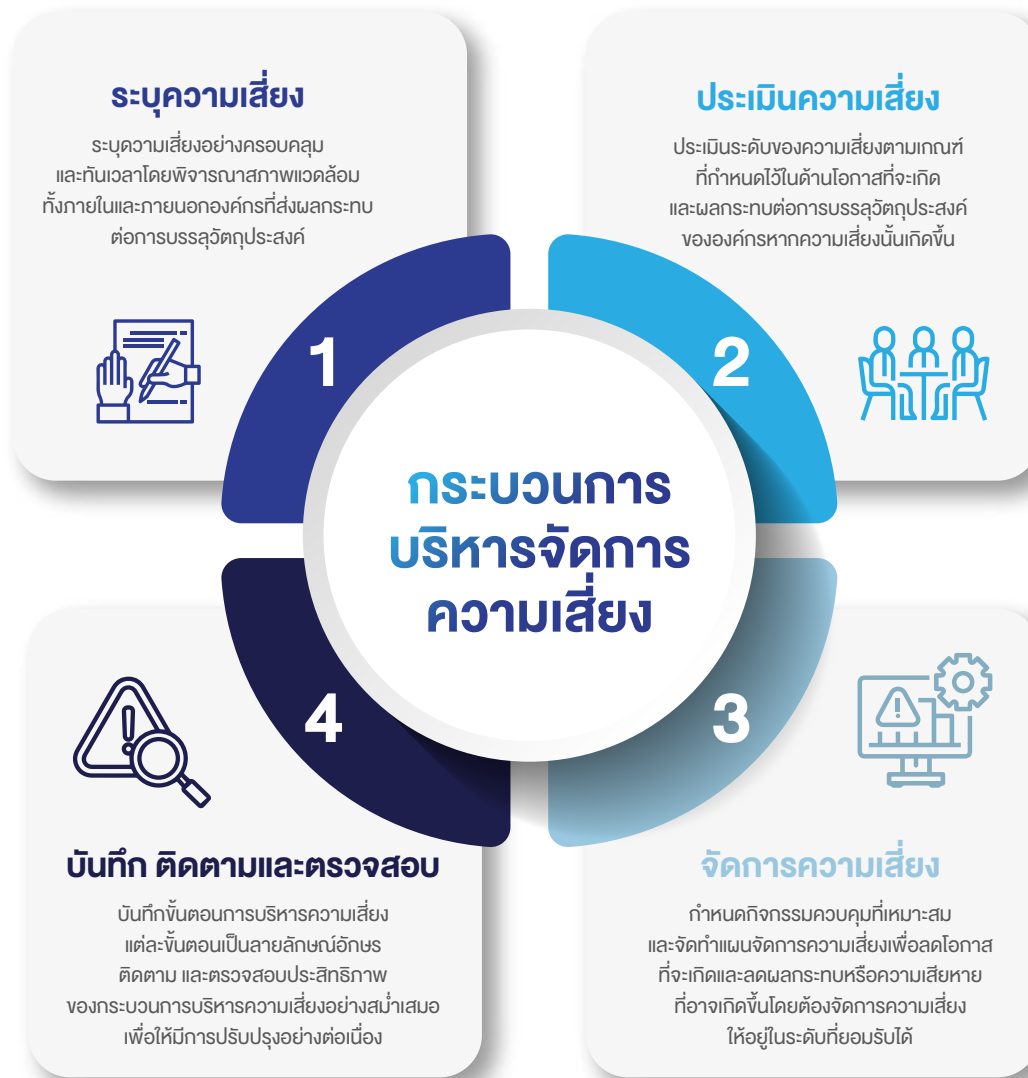 ระบุความเสี่ยง
ระบุความเสี่ยงอย่างครอบคลุม
และทันเวลาโดยพิจารณาสภาพแวดล้อม
ทั้งภายในและภายนอกองค์กรที่ส่งผลกระทบ
ต่อการบรรลุวัตถุประสงค์
1
ประเมินความเสี่ยง
ประเมินระดับของความเสี่ยงตามเกณฑ์
ที่กำหนดไว้ในด้านโอกาสที่จะเกิด
และผลกระทบต่อการบรรลุวัตถุประสงค์
ขององค์กรหากความเสี่ยงนั้นเกิดขึ้น
2
กระบวนการ
บริหารจัดการ
ความเสี่ยง
3
จัดการความเสี่ยง
กำหนดกิจกรรมควบคุมที่เหมาะสม
และจัดทำแผนจัดการความเสี่ยงเพื่อลดโอกาส
ที่จะเกิดและลดผลกระทบหรือความเสียหาย
ที่อาจเกิดขึ้นโดยต้องจัดการความเสี่ยง
ให้อยู่ในระดับที่ยอมรับได้
4
บันทึก ติดตามและตรวจสอบ
บันทึกขั้นตอนการบริหารความเสี่ยง
แต่ละขั้นตอนเป็นลายลักษณ์อักษร
ติดตาม และตรวจสอบประสิทธิภาพ
ของกระบวนการบริหารความเสี่ยงอย่างสม่ำเสมอ
เพื่อให้มีการปรับปรุงอย่างต่อเนื่อง